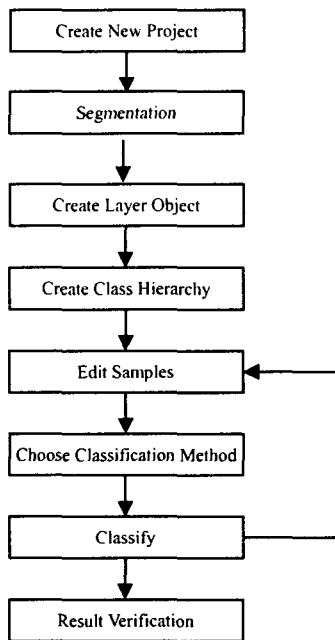 Create New Project
Segmentation
Create Layer Object
Create Class Hierarchy
Edit Samples
Choose Classification Method
Classify
Result Verification